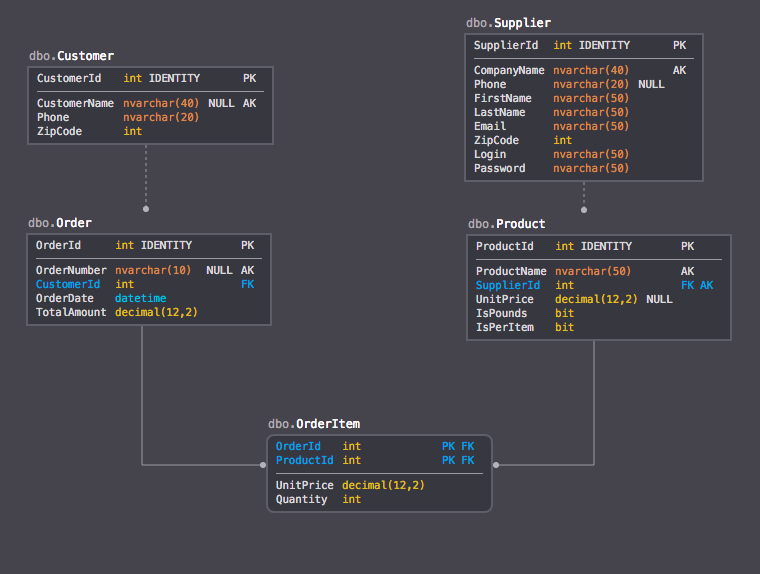 dbo.Customer
CustomerId int IDENTITY PK
CustomerName nvarchar(40) NULL AK
Phone nvarchar(20)
ZipCode int
dbo.Supplier
SupplierId int IDENTITY PK
CompanyName nvarchar(40) AK
Phone nvarchar(20) NULL
FirstName nvarchar(50)
LastName nvarchar(50)
Email nvarchar(50)
ZipCode int
Login nvarchar(50)
Password nvarchar(50)
dbo.Order
OrderId int IDENTITY PK
OrderNumber nvarchar(10) NULL AK
CustomerId int FK
OrderDate datetime
TotalAmount decimal(12,2)
dbo.Product
ProductId int IDENTITY PK
ProductName nvarchar(50) AK
SupplierId int FK AK
UnitPrice decimal(12,2) NULL
IsPounds bit
IsPerItem bit
dbo.OrderItem
OrderId int PK FK
ProductId int PK FK
UnitPrice decimal(12,2)
Quantity int